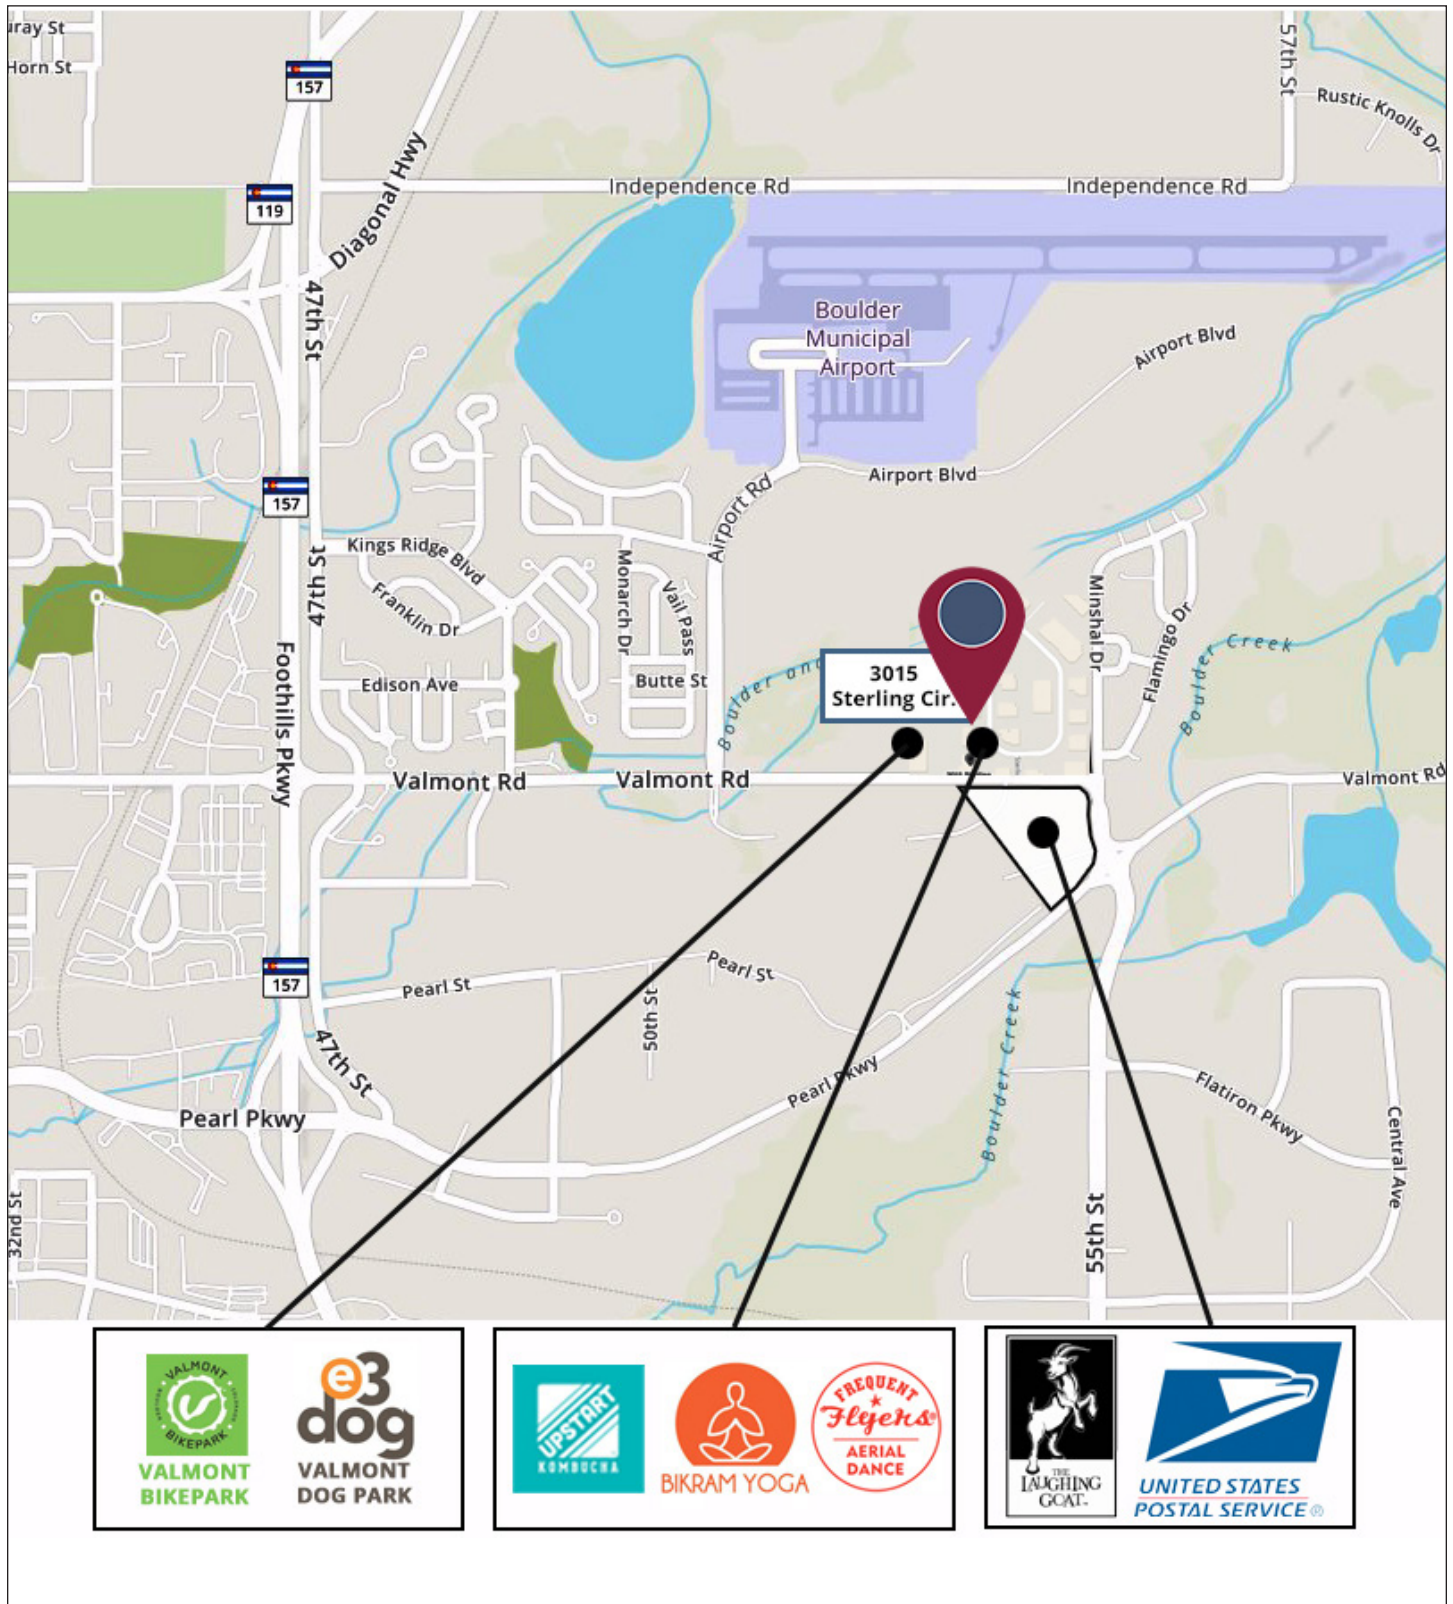 uray St
Horn St
157
57th St
Rustic Knolls Dr
119
Diagonal Hwy
Independence Rd
Independence Rd
47th St
Boulder
Municipal
Airport
Airport Blvd
Airport Blvd
157
Airport Rd
Kings Ridge Blvd
47th St
Franklin Dr
Monarch Dr
Vail Pass
Minshal Dr
Flamingo Dr
Boulder Creek
Foothills Pkwy
Edison Ave
Butte St
Boulder and
3015
Sterling Cir.
Valmont Rd
Valmont Rd
Valmont Rd
Pearl St
157
Pearl St
50th St
Boulder Creek
47th St
Pearl Pkwy
Pearl Pkwy
Flatiron Pkwy
Central Ave
32nd St
55th St
VALMONT
BIKEPARK
VALMONT
BIKEPARK
e3
dog
VALMONT
DOG PARK
UPSTART
KOMBUCHA
BIKRAM YOGA
FREQUENT
Flyers®
AERIAL
DANCE
THE
LAUGHING
GOAT™
UNITED STATES
POSTAL SERVICE®